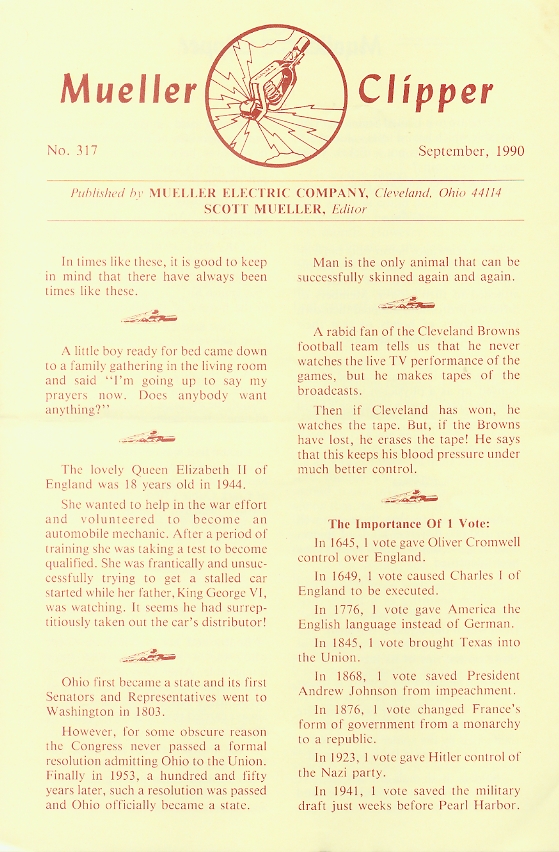 Mueller Clipper
No. 317
September, 1990
Published by MUELLER ELECTRIC COMPANY, Cleveland, Ohio 44114
SCOTT MUELLER, Editor
In times like these, it is good to keep
in mind that there have always been
times like these.
A little boy ready for bed came down
to a family gathering in the living room
and said "I'm going up to say my
prayers now. Does anybody want
anything?"
The lovely Queen Elizabeth II of
England was 18 years old in 1944.
She wanted to help in the war effort
and volunteered to become an
automobile mechanic. After a period of
training she was taking a test to become
qualified. She was frantically and unsuc-
cessfully trying to get a stalled car
started while her father, King George VI,
was watching. It seems he had surrep-
titiously taken out the car's distributor!
Ohio first became a state and its first
Senators and Representatives went to
Washington in 1803.
However, for some obscure reason
the Congress never passed a formal
resolution admitting Ohio to the Union.
Finally in 1953, a hundred and fifty
years later, such a resolution was passed
and Ohio officially became a state.
Man is the only animal that can be
successfully skinned again and again.
A rabid fan of the Cleveland Browns
football team tells us that he never
watches the live TV performance of the
games, but he makes tapes of the
broadcasts.
Then if Cleveland has won, he
watches the tape. But, if the Browns
have lost, he erases the tape! He says
that this keeps his blood pressure under
much better control.
The Importance Of 1 Vote:
In 1645, 1 vote gave Oliver Cromwell
control over England.
In 1649, 1 vote caused Charles I of
England to be executed.
In 1776, 1 vote gave America the
English language instead of German.
In 1845, 1 vote brought Texas into
the Union.
In 1868, 1 vote saved President
Andrew Johnson from impeachment.
In 1876, 1 vote changed France's
form of government from a monarchy
to a republic.
In 1923, 1 vote gave Hitler control of
the Nazi party.
In 1941, 1 vote saved the military
draft just weeks before Pearl Harbor.